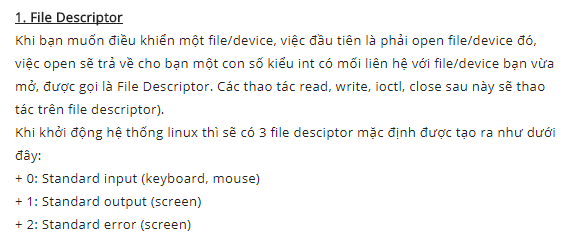 1. File Descriptor
Khi bạn muốn điều khiển một file/device, việc đầu tiên là phải open file/device đó,
việc open sẽ trả về cho bạn một con số kiểu int có mối liên hệ với file/device bạn vừa
mở, được gọi là File Descriptor. Các thao tác read, write, ioctl, close sau này sẽ thao
tác trên file descriptor).
Khi khởi động hệ thống linux thì sẽ có 3 file desciptor mặc định được tạo ra như dưới
đây:
+ 0: Standard input (keyboard, mouse)
+ 1: Standard output (screen)
+ 2: Standard error (screen)